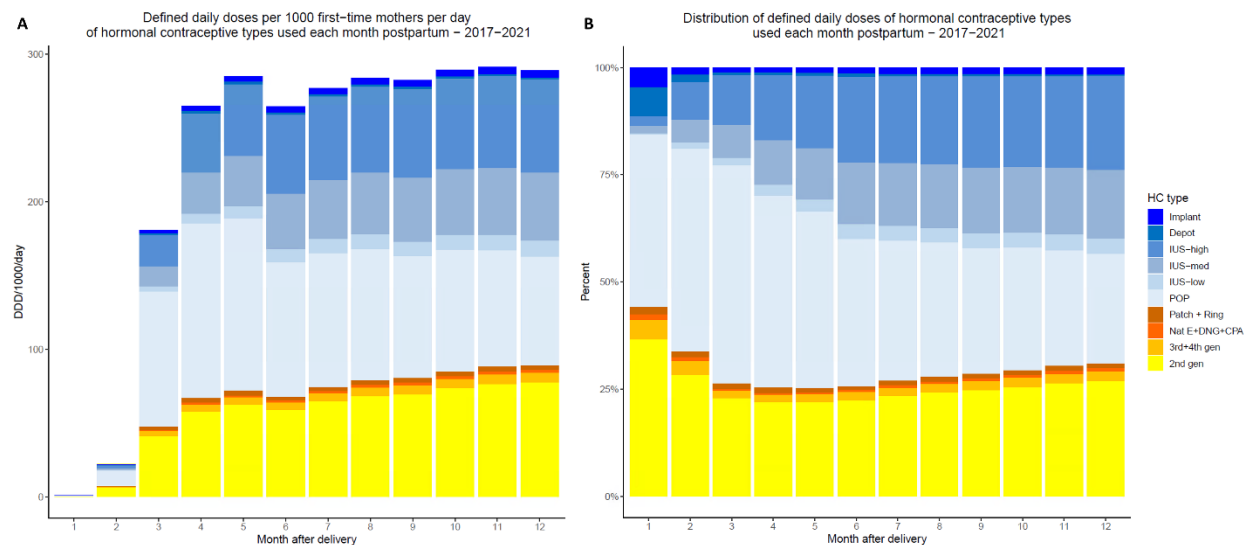 A
Defined daily doses per 1000 first−time mothers per day
of hormonal contraceptive types used each month postpartum − 2017−2021
300
200
100
0
DDD/1000/day
1 2 3 4 5 6 7 8 9 10 11 12
Month after delivery
B
Distribution of defined daily doses of hormonal contraceptive types
used each month postpartum − 2017−2021
100%
75%
50%
25%
0%
Percent
1 2 3 4 5 6 7 8 9 10 11 12
Month after delivery
HC type
Implant
Depot
IUS−high
IUS−med
IUS−low
POP
Patch + Ring
Nat E+DNG+CPA
3rd+4th gen
2nd gen